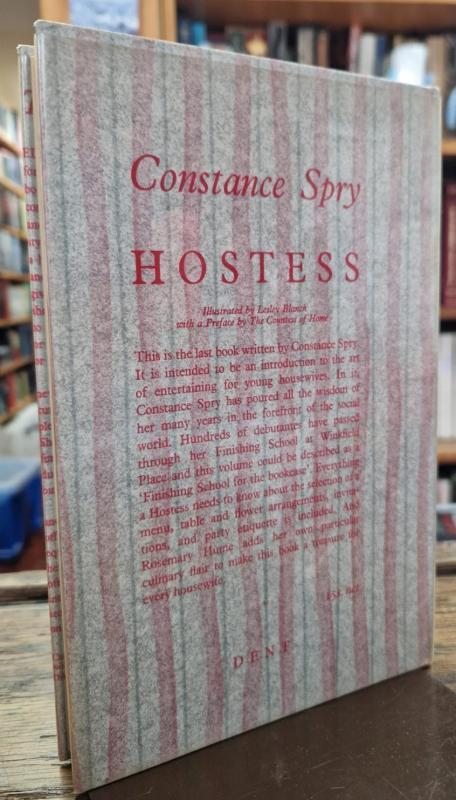 Constance Spry
HOSTESS
Illustrated by Lesley Blanch
with a Preface by The Countess of Home
This is the last book written by Constance Spry.
It is intended to be an introduction to the art
of entertaining for young housewives. In it,
Constance Spry has poured all the wisdom of
her many years in the forefront of the social
world. Hundreds of debutantes have passed
through her Finishing School at Winkfield
Place and this volume could be described as a
'Finishing School for the bookcase'. Everything
a Hostess needs to know about the selection of a
menu, table and flower arrangements, invita-
tions, and party etiquette is included. And
Rosemary Hume adds her own particular
culinary flair to make this book a treasure for
every housewife.
15s. net
DENT